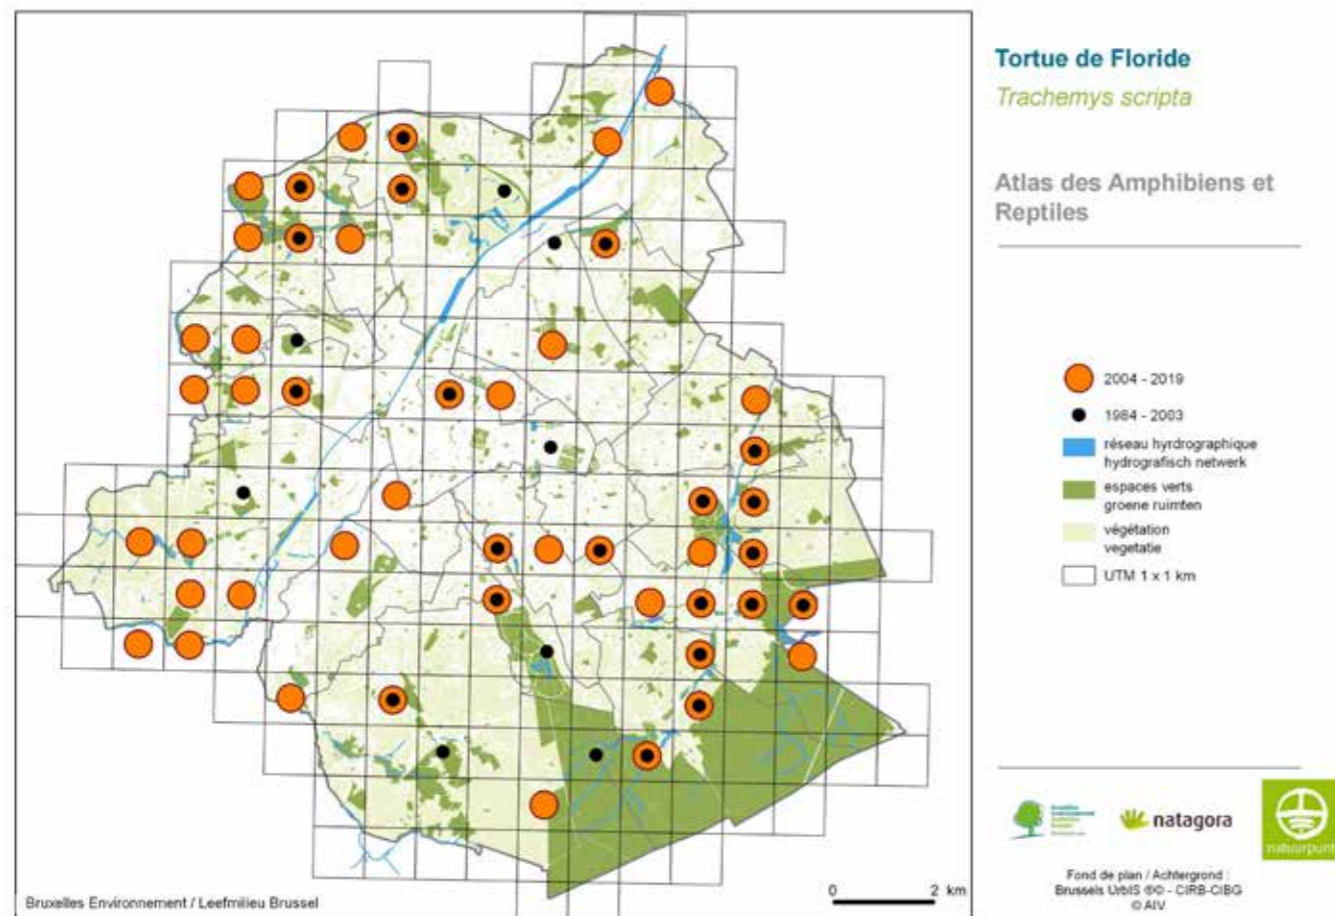 Tortue de Floride
Trachemys scripta
Atlas des Amphibiens et
Reptiles
2004 - 2019
1984 - 2003
réseau hyrdrographique
hydrografisch netwerk
espaces verts
groene ruimten
végétation
vegetatie
UTM 1 x 1 km
natagora
natuurpunt
Fond de plan / Achtergrond :
Brussels UrbIS ®© - CIRB-CIBG
© AIV
0 2 km
Bruxelles Environnement / Leefmilieu Brussel